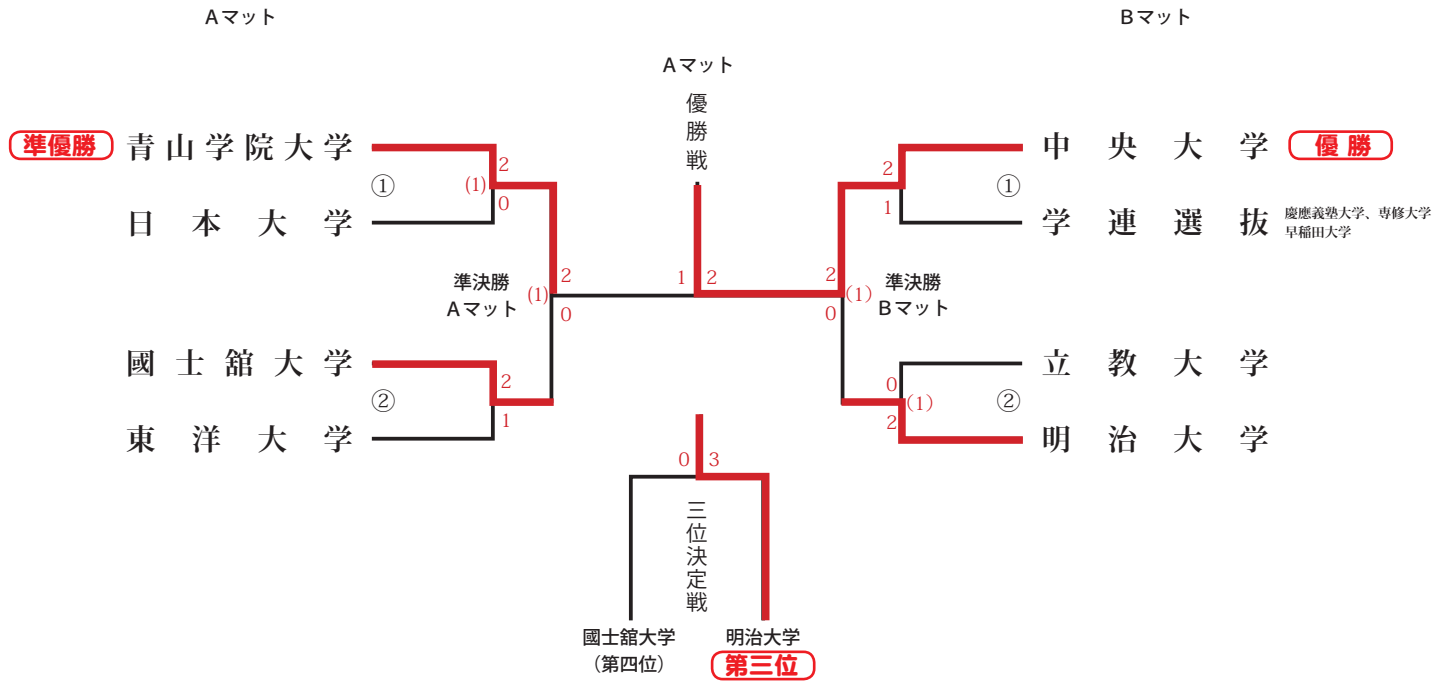 Aマット
Bマット
Aマット
優勝戦
準優勝 青山学院大学
2
①
(1)
0
日本大学
準決勝
Aマット
2
(1)
0
國士舘大学
2
②
1
東洋大学
1 2
中央大学 優勝
2
①
1
学連選抜 慶應義塾大学、専修大学
早稲田大学
準決勝
Bマット
2
(1)
0
立教大学
0
②
(1)
2
明治大学
0 3
三位決定戦
國士舘大学
(第四位)
明治大学
第三位